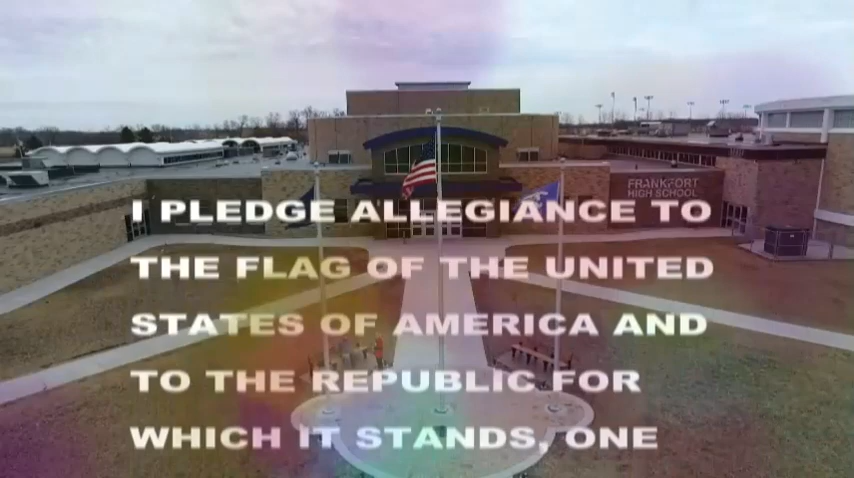 FRANKFORT
HIGH SCHOOL
I PLEDGE ALLEGIANCE TO
THE FLAG OF THE UNITED
STATES OF AMERICA AND
TO THE REPUBLIC FOR
WHICH IT STANDS, ONE